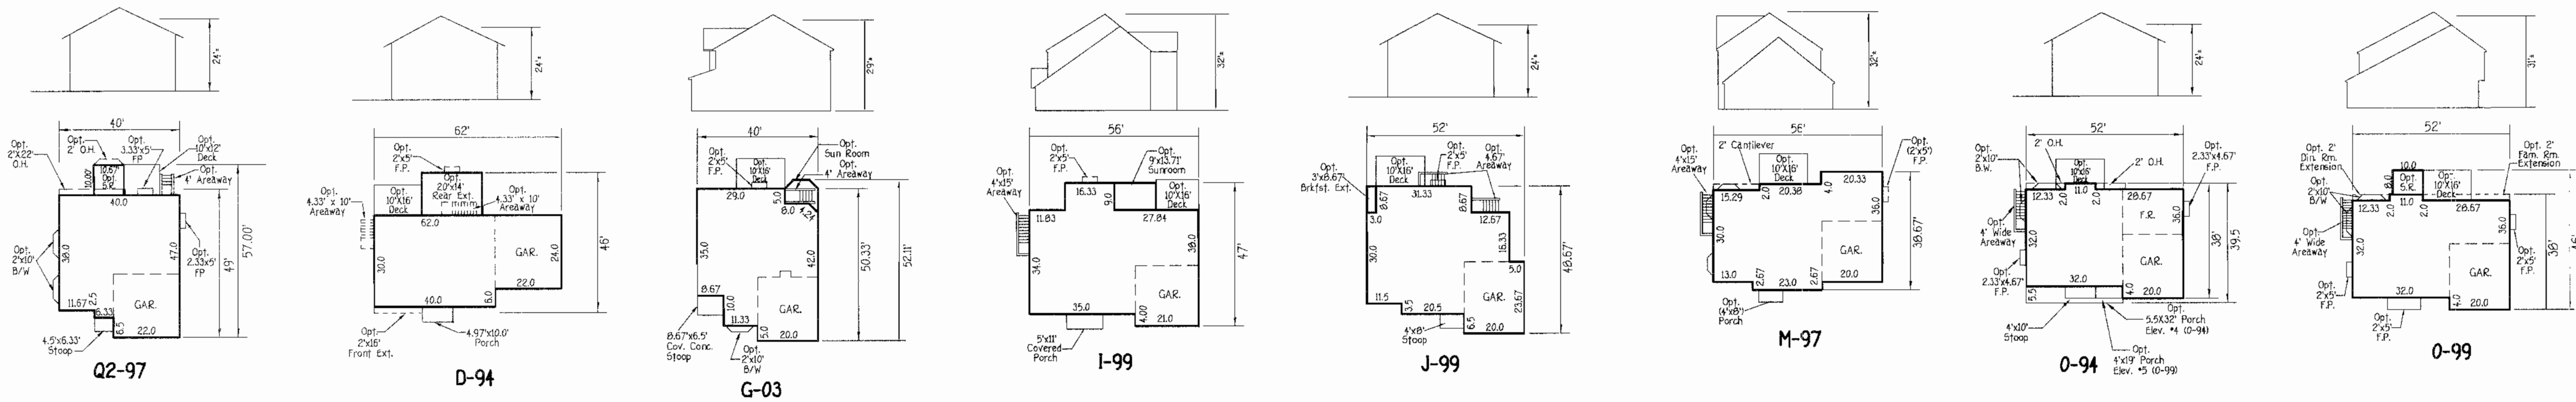 24'±
40'
Opt.
2'x22'
O.H.
Opt.
2' O.H.
Opt.
3.33'x5'
FP
Opt.
10'x12'
Deck
Opt.
4' Areaway
10.67'
10.00'
Opt.
S.R.
40.0
38.0
47.0
49'
57.00'
Opt.
2'x10'
B/W
Opt.
2.33'x5'
FP
11.67
2.5
6.33
6.5
GAR.
22.0
4.5'x6.33'
Stoop
Q2-97
24'±
62'
Opt.
2'x5'
F.P.
Opt.
4.33' x 10'
Areaway
Opt.
10'X16'
Deck
Opt.
20'x14'
Rear Ext.
Opt.
4.33' x 10'
Areaway
62.0
30.0
GAR.
24.0
46'
22.0
6.0
40.0
Opt.
2'x16'
Front Ext.
4.97'x10.0'
Porch
D-94
29'±
40'
Opt.
2'x5'
F.P.
Opt.
10'X16'
Deck
Opt.
Sun Room
Opt.
4' Areaway
29.0
5.0
8.0
4.24
35.0
42.0
50.33'
52.11'
8.67
10.0
11.33
5.0
GAR.
20.0
8.67'x6.5'
Cov. Conc.
Stoop
Opt.
2'x10'
B/W
G-03
32'±
56'
Opt.
2'x5'
F.P.
Opt.
9'x13.71'
Sunroom
Opt.
4'x15'
Areaway
16.33
9.0
Opt.
10'X16'
Deck
11.83
27.84
34.0
38.0
47'
GAR.
35.0
4.00
21.0
5'x11'
Covered
Porch
I-99
24'±
52'
Opt.
3'x8.67'
Brkfst. Ext.
Opt.
10'X16'
Deck
Opt.
2'x5'
F.P.
Opt.
4.67'
Areaway
8.67
31.33
8.67
3.0
12.67
30.0
16.33
5.0
48.67'
11.5
3.5
20.5
GAR.
23.67
6.5
20.0
4'x8'
Stoop
J-99
32'±
56'
Opt.
4'x15'
Areaway
2' Cantilever
Opt.
10'X16'
Deck
Opt.
(2'x5')
F.P.
15.29
2.0
20.38
4.0
20.33
30.0
36.0
38.67'
GAR.
13.0
2.67
23.0
2.67
20.0
Opt.
(4'x8')
Porch
M-97
24'±
52'
Opt.
2'x10'
B.W.
2' O.H.
Opt.
10'x16'
Deck
2' O.H.
Opt.
2.33'x4.67'
F.P.
12.33
2.0
11.0
2.0
28.67
F.R.
36.0
Opt.
4' Wide
Areaway
32.0
38'
39.5
GAR.
Opt.
2.33'x4.67'
F.P.
32.0
5.5
4.0
20.0
4'x10'
Stoop
Opt.
5.5X32' Porch
Elev. #4 (O-94)
Opt.
4'x19' Porch
Elev. #5 (O-99)
O-94
31'±
52'
Opt. 2'
Din. Rm.
Extension
Opt. 2'
Fam. Rm.
Extension
Opt.
2'x10'
B/W
10.0
8.0
Opt.
S.R.
Opt.
10'X16'
Deck
12.33
2.0
11.0
2.0
28.67
Opt.
4' Wide
Areaway
32.0
36.0
38'
Opt.
2'x5'
F.P.
GAR.
Opt.
2'x5'
F.P.
32.0
4.0
20.0
Opt.
2'x5'
F.P.
O-99